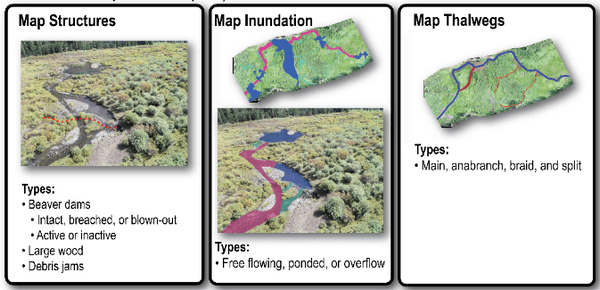 Map Structures
Types:
• Beaver dams
• Intact, breached, or blown-out
• Active or inactive
• Large wood
• Debris jams
Map Inundation
Types:
• Free flowing, ponded, or overflow
Map Thalwegs
Types:
• Main, anabranch, braid, and split